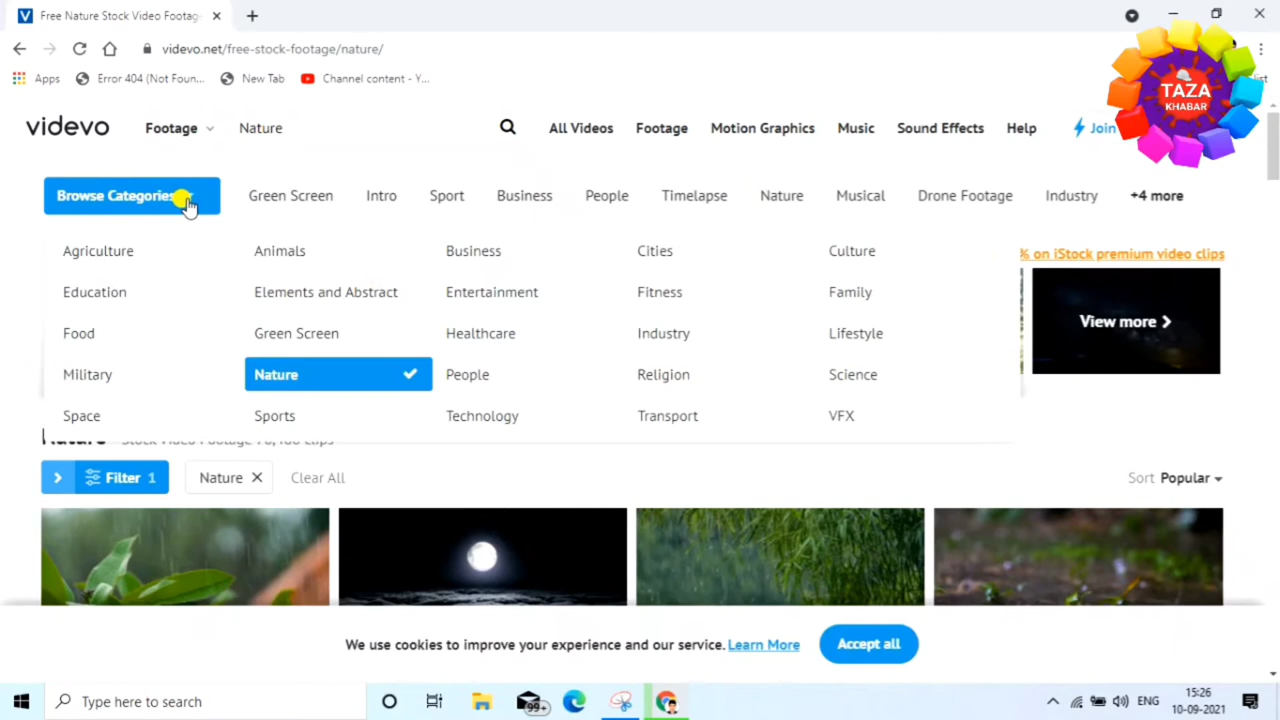 Free Nature Stock Video Footag
videvo.net/free-stock-footage/nature/
Apps Error 404 (Not Foun... New Tab Channel content - Y...
TAZA
KHABAR
videvo Footage Nature All Videos Footage Motion Graphics Music Sound Effects Help Join
Browse Categories Green Screen Intro Sport Business People Timelapse Nature Musical Drone Footage Industry +4 more
Agriculture Animals Business Cities Culture
% on iStock premium video clips
Education Elements and Abstract Entertainment Fitness Family
View more
Food Green Screen Healthcare Industry Lifestyle
Military Nature People Religion Science
Space Sports Technology Transport VFX
Nature Stock Video Footage clips
Filter 1 Nature Clear All Sort Popular
We use cookies to improve your experience and our service. Learn More Accept all
Type here to search 99+ ENG 15:26
10-09-2021